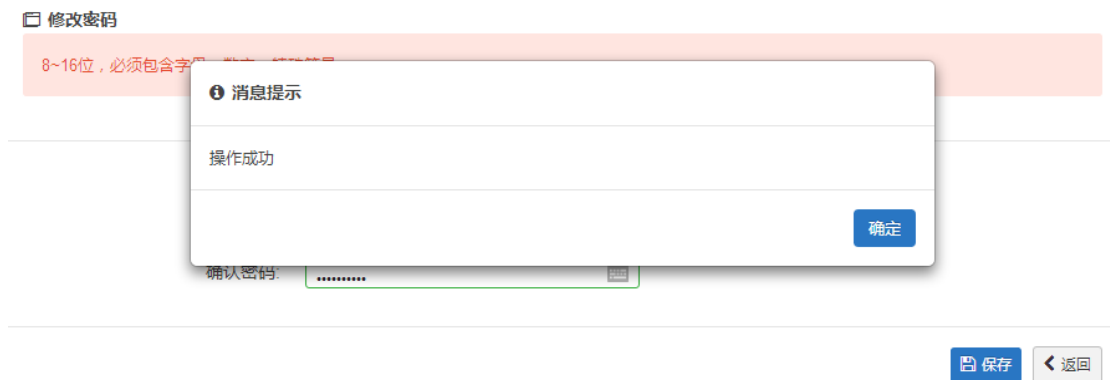 修改密码
8~16位，必须包含字
消息提示
操作成功
确定
确认密码: ..........
保存
返回